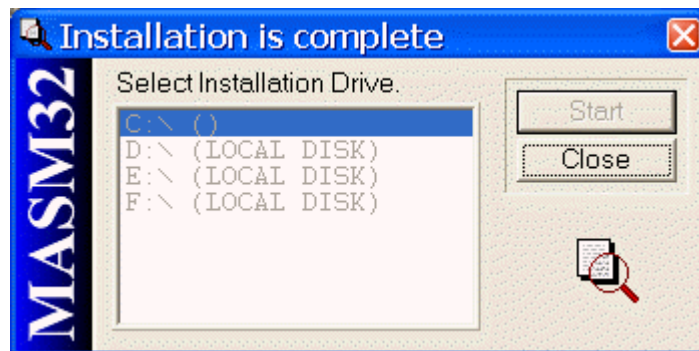 Installation is complete
MASM32
Select Installation Drive.
C:\ ()
D:\ (LOCAL DISK)
E:\ (LOCAL DISK)
F:\ (LOCAL DISK)
Start
Close